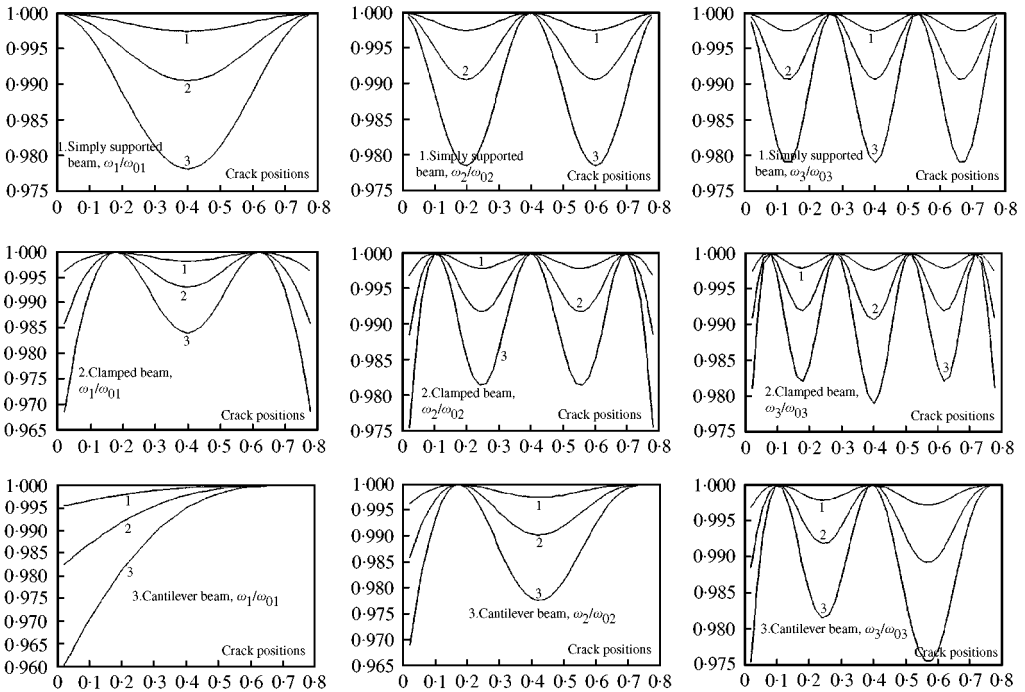 1·000
0·995
0·990
0·985
0·980
0·975
1
2
3
1.Simply supported
beam, ω1/ω01
Crack positions
0 0·1 0·2 0·3 0·4 0·5 0·6 0·7 0·8
1·000
0·995
0·990
0·985
0·980
0·975
1
2
3
1.Simply supported
beam, ω2/ω02
Crack positions
0 0·1 0·2 0·3 0·4 0·5 0·6 0·7 0·8
1·000
0·995
0·990
0·985
0·980
0·975
1
2
3
1.Simply supported
beam, ω3/ω03
Crack positions
0 0·1 0·2 0·3 0·4 0·5 0·6 0·7 0·8
1·000
0·995
0·990
0·985
0·980
0·975
0·970
0·965
1
2
3
2.Clamped beam,
ω1/ω01
Crack positions
0 0·1 0·2 0·3 0·4 0·5 0·6 0·7 0·8
1·000
0·995
0·990
0·985
0·980
0·975
1
2
3
2.Clamped beam,
ω2/ω02
Crack positions
0 0·1 0·2 0·3 0·4 0·5 0·6 0·7 0·8
1·000
0·995
0·990
0·985
0·980
0·975
1
2
3
2.Clamped beam,
ω3/ω03
Crack positions
0 0·1 0·2 0·3 0·4 0·5 0·6 0·7 0·8
1·000
0·995
0·990
0·985
0·980
0·975
0·970
0·965
0·960
1
2
3
3.Cantilever beam, ω1/ω01
Crack positions
0 0·1 0·2 0·3 0·4 0·5 0·6 0·7 0·8
1·000
0·995
0·990
0·985
0·980
0·975
0·970
0·965
1
2
3
3.Cantilever beam, ω2/ω02
Crack positions
0 0·1 0·2 0·3 0·4 0·5 0·6 0·7 0·8
1·000
0·995
0·990
0·985
0·980
0·975
1
2
3
3.Cantilever beam, ω3/ω03
Crack positions
0 0·1 0·2 0·3 0·4 0·5 0·6 0·7 0·8